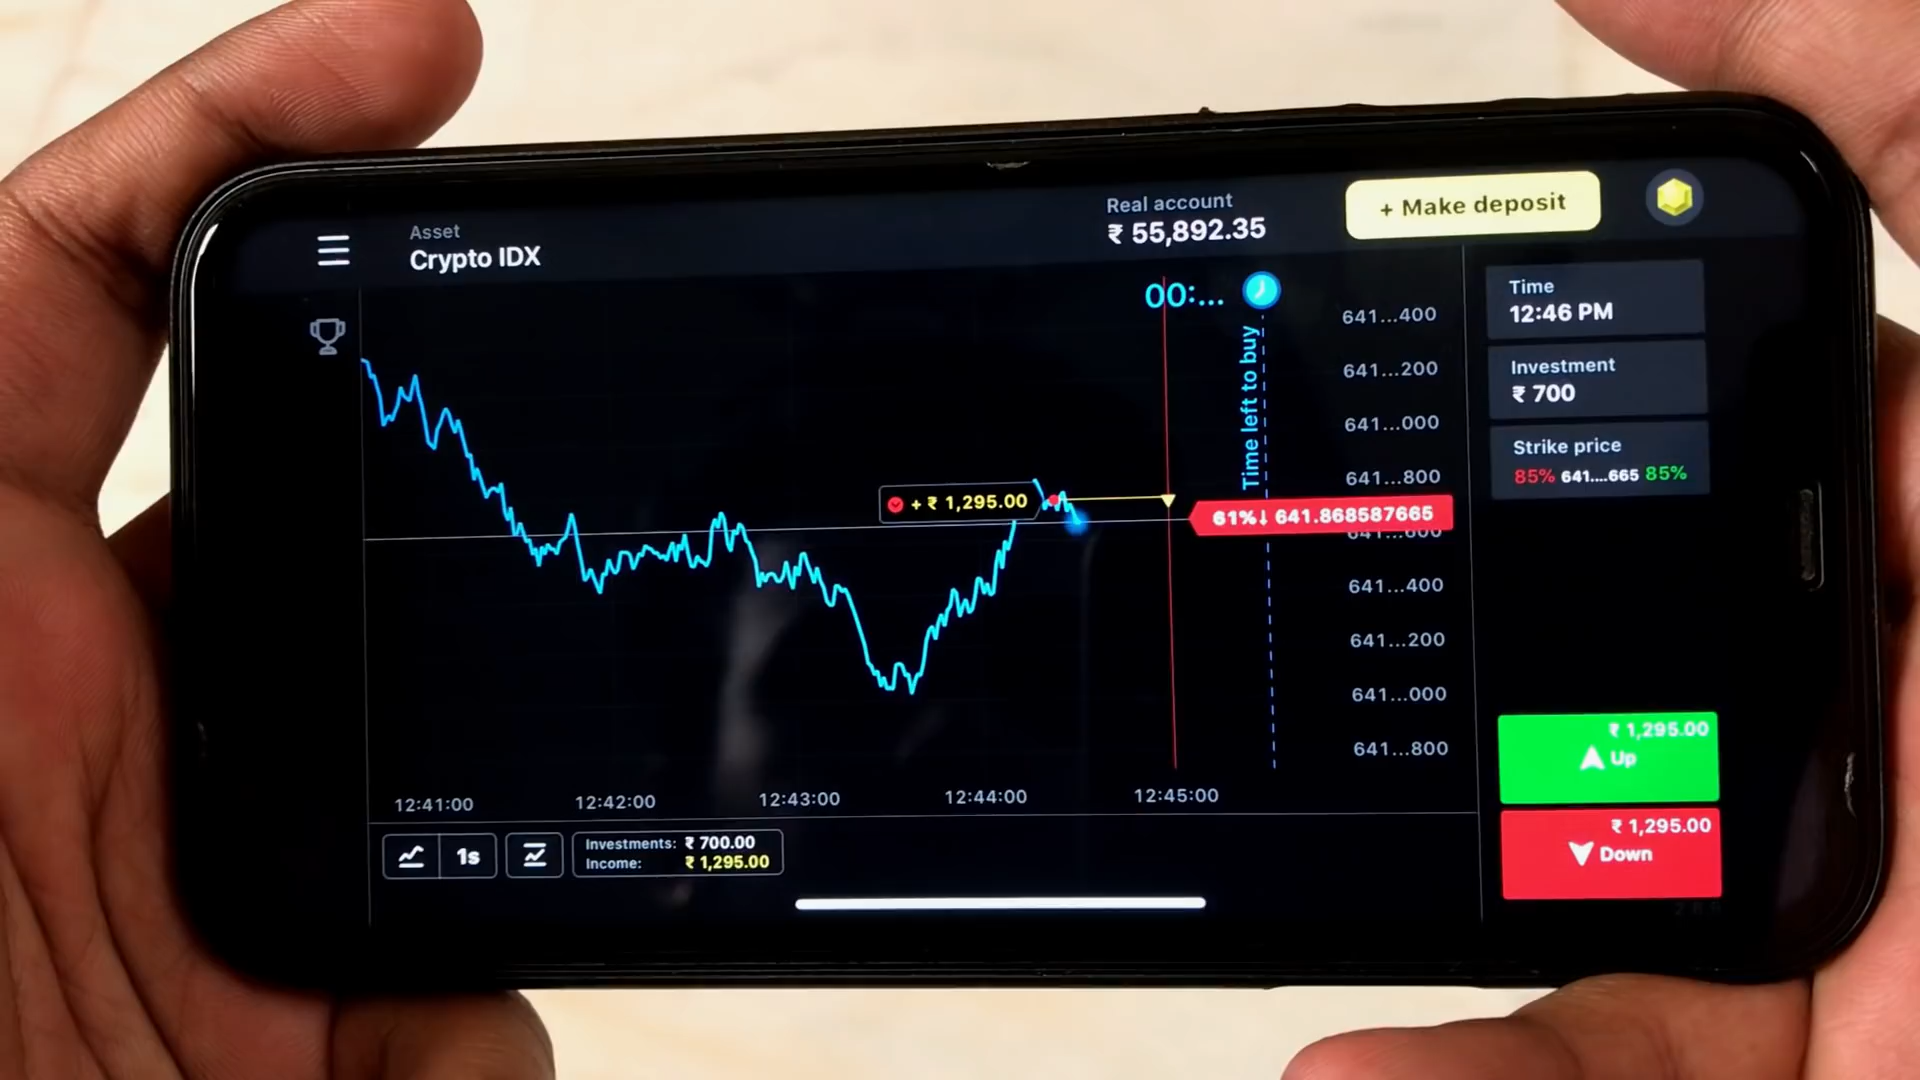 Asset
Crypto IDX
Real account
₹ 55,892.35
+ Make deposit
00:...
Time left to buy
641...400
641...200
641...000
641...800
641...400
641...200
641...000
641...800
+ ₹ 1,295.00
61%↓ 641.868587665
12:41:00
12:42:00
12:43:00
12:44:00
12:45:00
1s
Investments: ₹ 700.00
Income: ₹ 1,295.00
Time
12:46 PM
Investment
₹ 700
Strike price
85% 641....665 85%
₹ 1,295.00
Up
₹ 1,295.00
Down